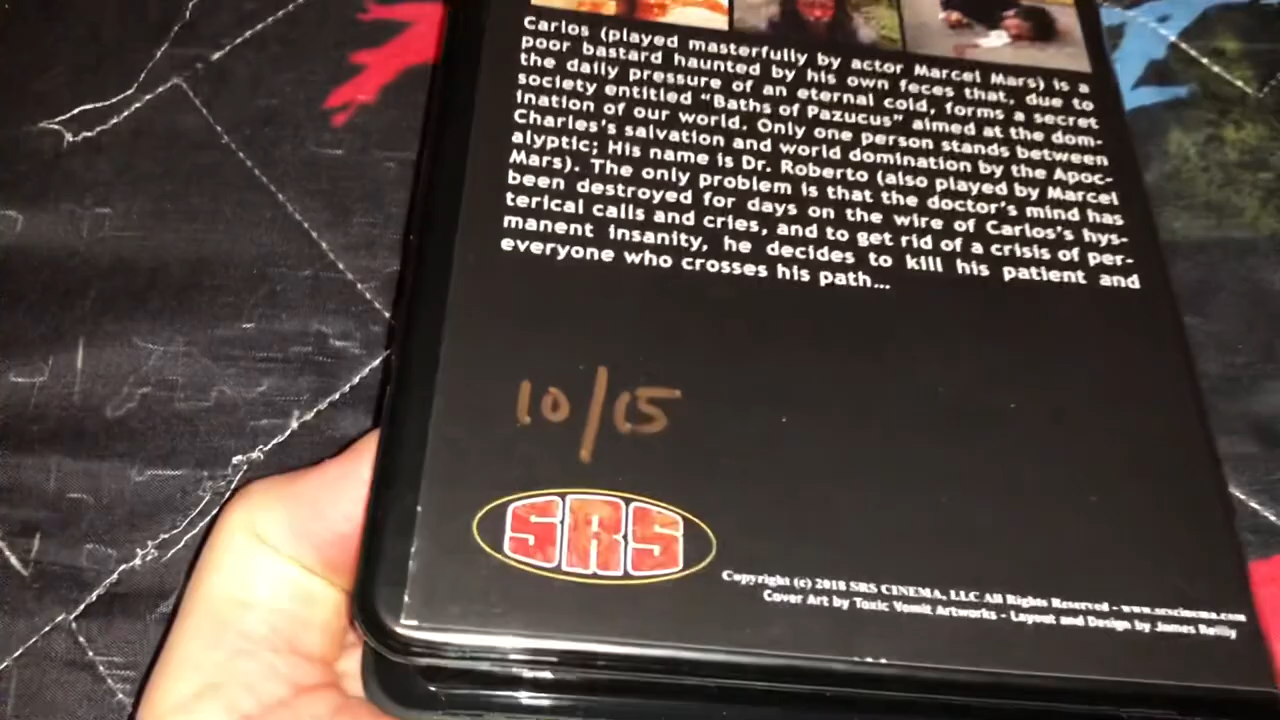 Carlos (played masterfully by actor Marcel Mars) is a
poor bastard haunted by his own feces that, due to
the daily pressure of an eternal cold, forms a secret
society entitled "Baths of Pazucus" aimed at the dom-
ination of our world. Only one person stands between
Charles's salvation and world domination by the Apoc-
alyptic; His name is Dr. Roberto (also played by Marcel
Mars). The only problem is that the doctor's mind has
been destroyed for days on the wire of Carlos's hys-
terical calls and cries, and to get rid of a crisis of per-
manent insanity, he decides to kill his patient and
everyone who crosses his path...
10/15
SRS
Copyright (c) 2018 SRS CINEMA, LLC All Rights Reserved - www.srscinema.com
Cover Art by Toxic Vomit Artworks - Layout and Design by James Reilly